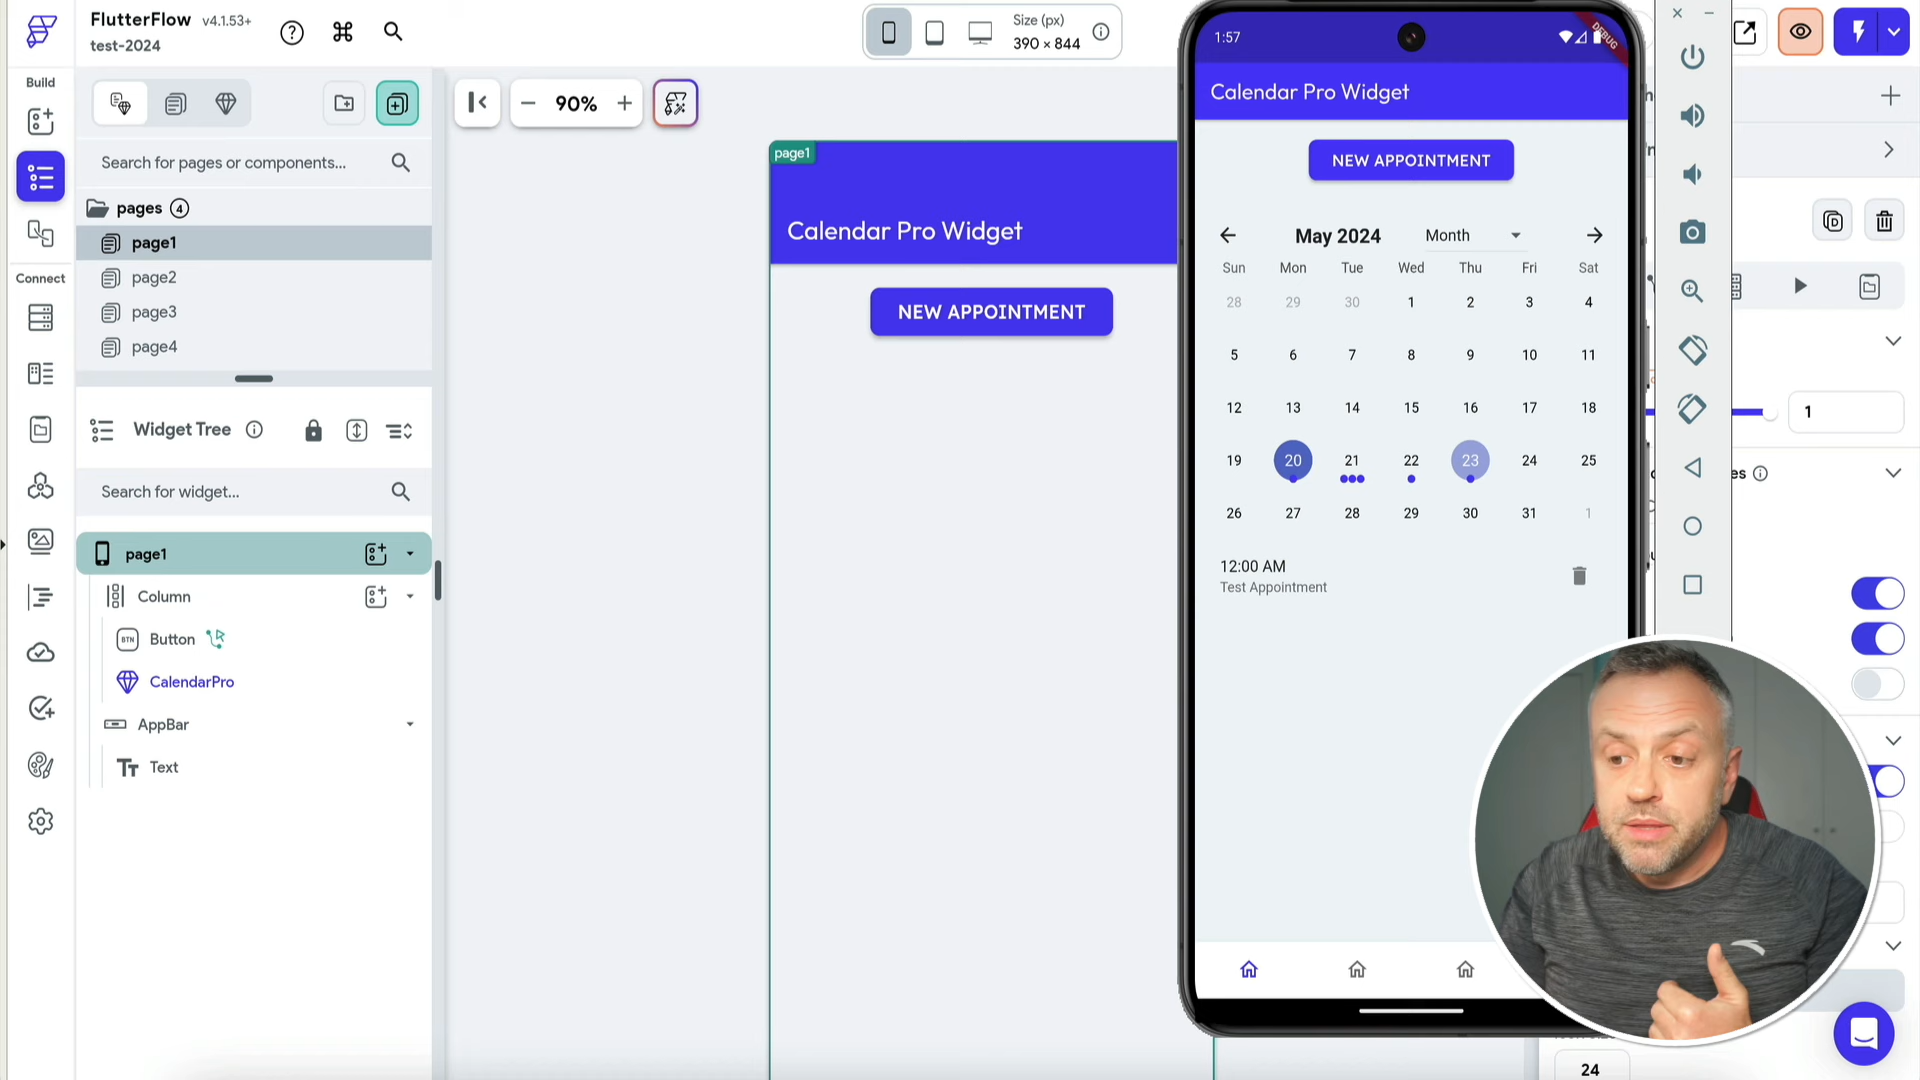 FlutterFlow v4.1.53+
test-2024
Size (px)
390 × 844
Build
90%
Search for pages or components...
pages 4
page1
page2
page3
page4
Connect
Widget Tree
Search for widget...
page1
Column
BTN Button
CalendarPro
AppBar
Tт Text
page1
Calendar Pro Widget
NEW APPOINTMENT
1:57
DEBUG
Calendar Pro Widget
NEW APPOINTMENT
May 2024 Month
Sun Mon Tue Wed Thu Fri Sat
28 29 30 1 2 3 4
5 6 7 8 9 10 11
12 13 14 15 16 17 18
19 20 21 22 23 24 25
26 27 28 29 30 31 1
12:00 AM
Test Appointment
1
24